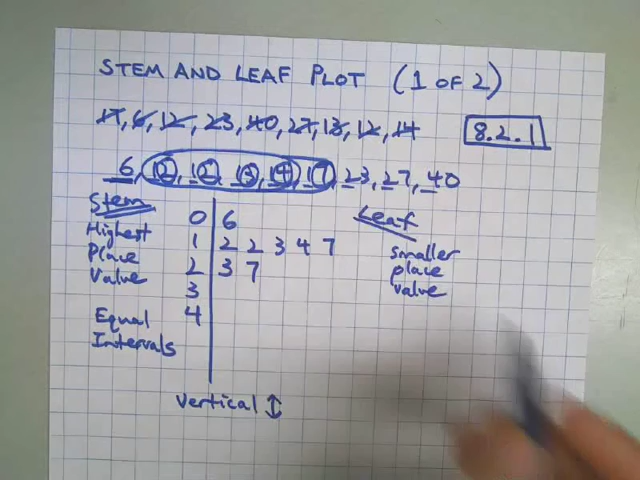 STEM AND LEAF PLOT (1 OF 2)
17, 6, 12, 23, 40, 27, 13, 12, 14
8.2.1
6, 12, 12, 13, 14, 17, 23, 27, 40
Stem
Highest
Place
Value
Equal
Intervals
0 | 6
1 | 2 2 3 4 7
2 | 3 7
3 |
4 |
Leaf
smaller
place
value
Vertical ↕